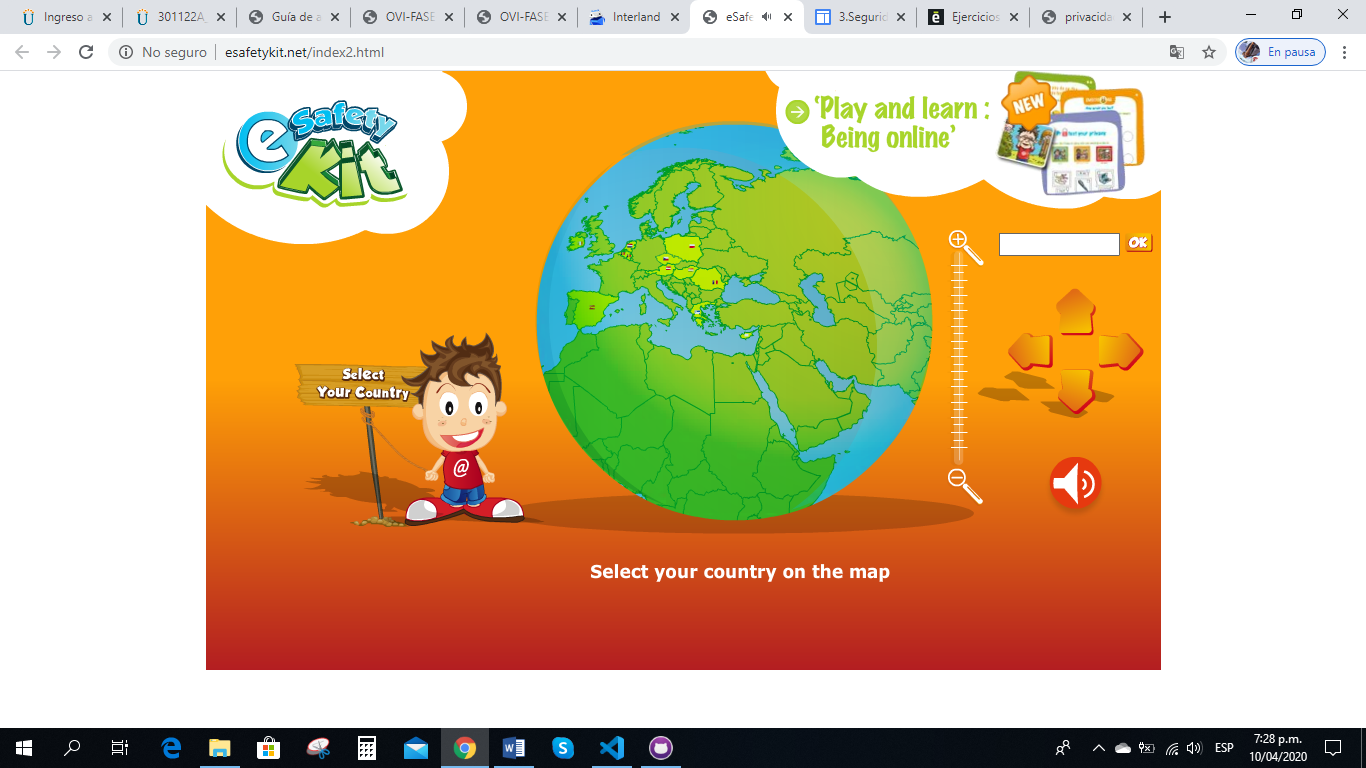 Ingreso a
301122A
Guía de a
OVI-FASE
OVI-FASE
Interland
eSafe
3.Segurid
Ejercicios
privacida
No seguro
esafetykit.net/index2.html
En pausa
eSafety
Kit
'Play and learn :
Being online'
NEW
OK
Select
Your Country
@
Select your country on the map
ESP
7:28 p.m.
10/04/2020